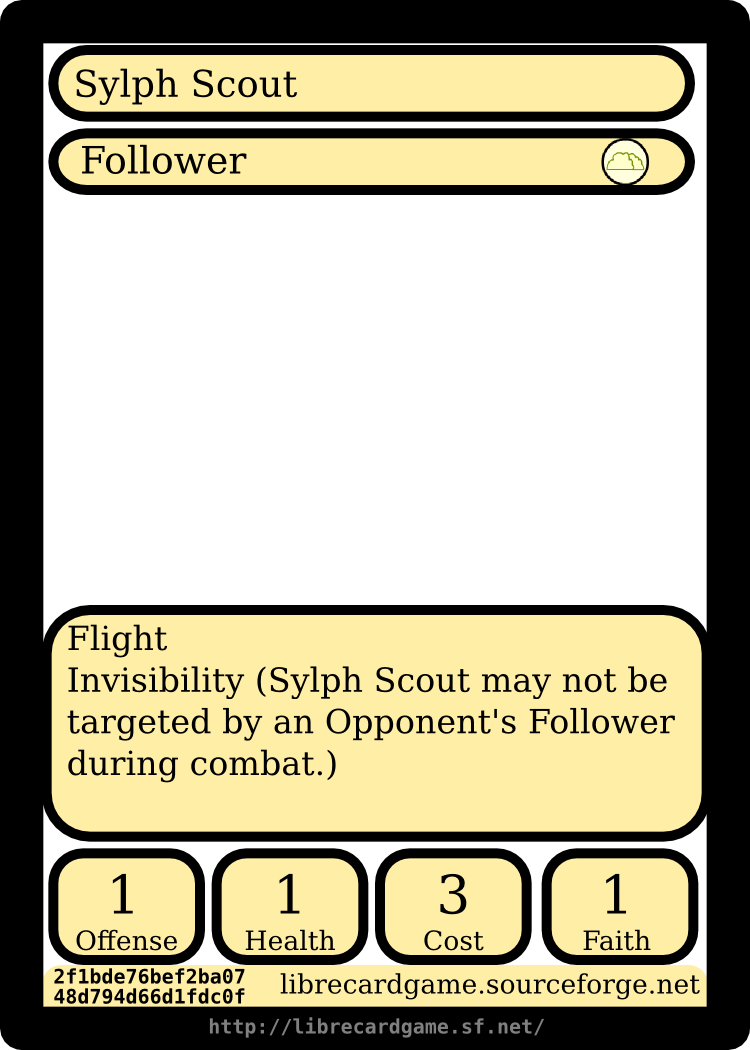 Sylph Scout
Follower
Flight
Invisibility (Sylph Scout may not be
targeted by an Opponent's Follower
during combat.)
1
Offense
1
Health
3
Cost
1
Faith
2f1bde76bef2ba07
48d794d66d1fdc0f
librecardgame.sourceforge.net
http://librecardgame.sf.net/